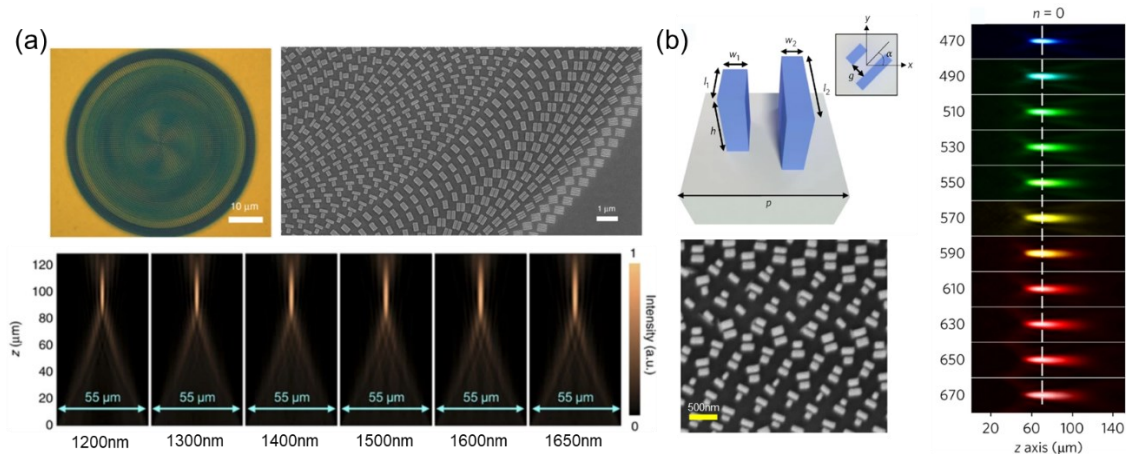 (a)
10 μm
1 μm
z (μm)
120
100
80
60
40
20
0
55 μm
55 μm
55 μm
55 μm
55 μm
55 μm
1200nm
1300nm
1400nm
1500nm
1600nm
1650nm
1
Intensity (a.u.)
0
(b)
w₁
w₂
l₁
l₂
h
p
y
x
α
g
500nm
n = 0
470
490
510
530
550
570
590
610
630
650
670
20 60 100 140
z axis (μm)